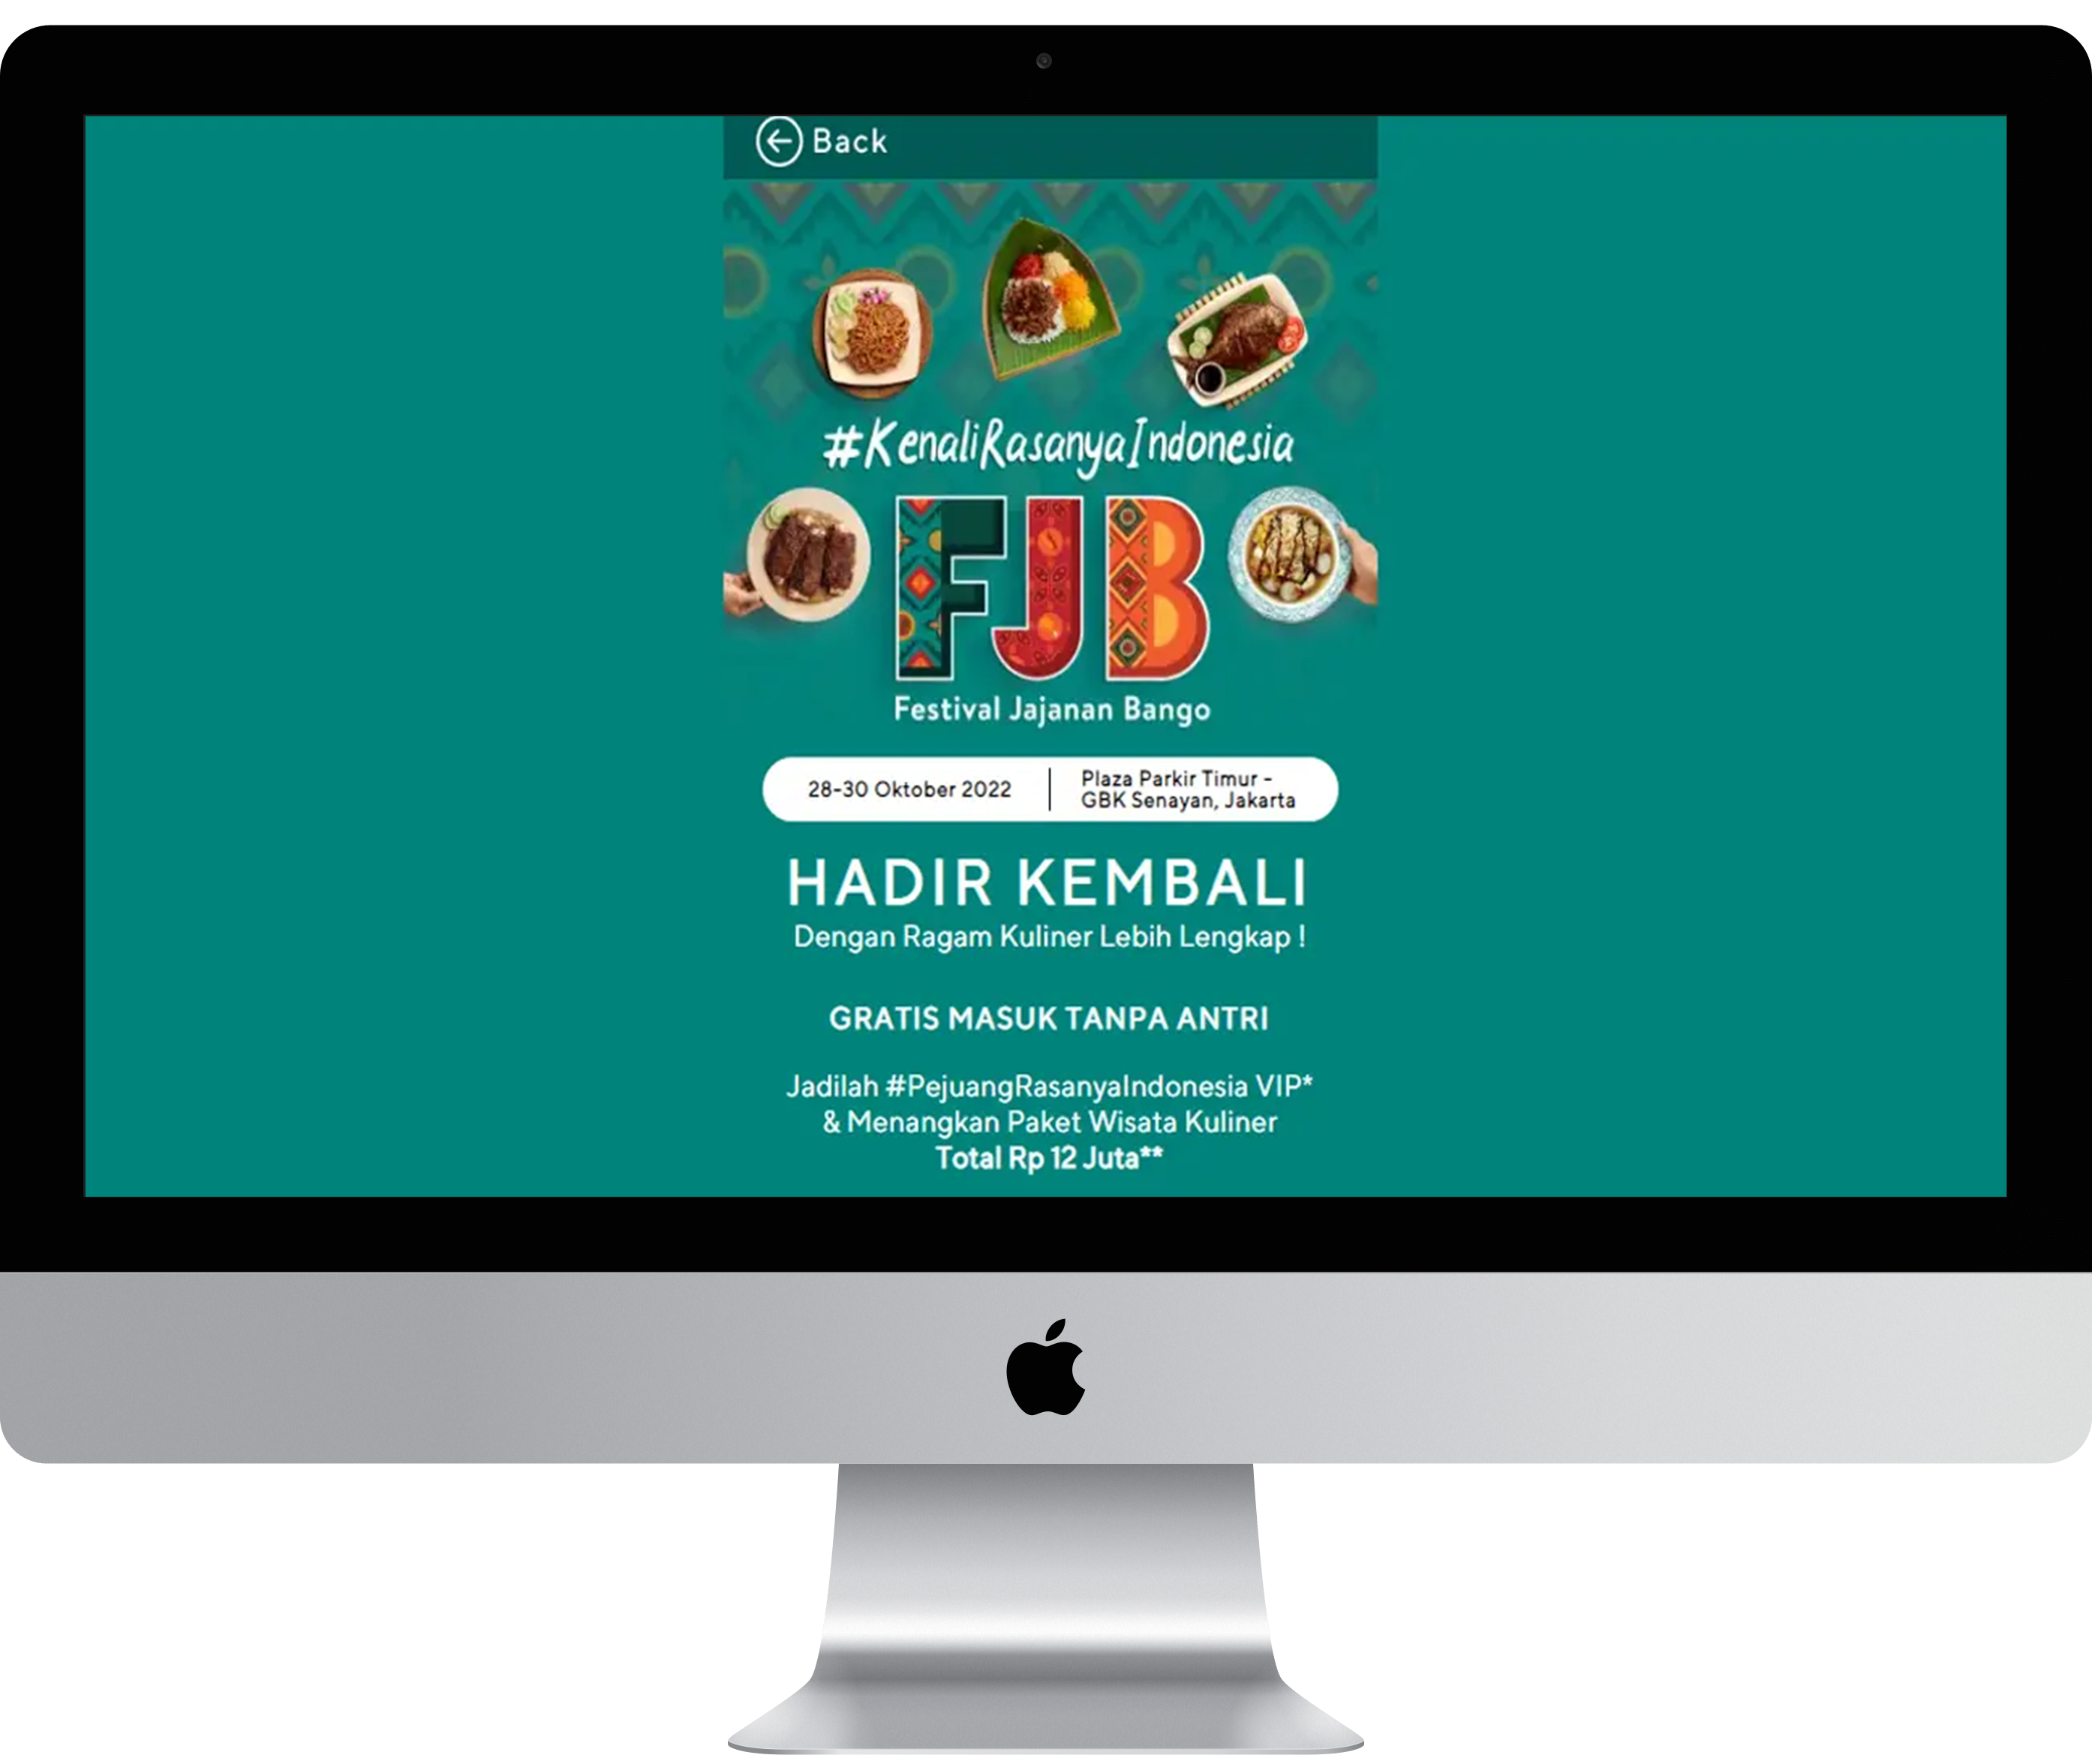 Back
#KenaliRasanyaIndonesia
FJB
Festival Jajanan Bango
28-30 Oktober 2022
Plaza Parkir Timur -
GBK Senayan, Jakarta
HADIR KEMBALI
Dengan Ragam Kuliner Lebih Lengkap !
GRATIS MASUK TANPA ANTRI
Jadilah #PejuangRasanyaIndonesia VIP*
& Menangkan Paket Wisata Kuliner
Total Rp 12 Juta**